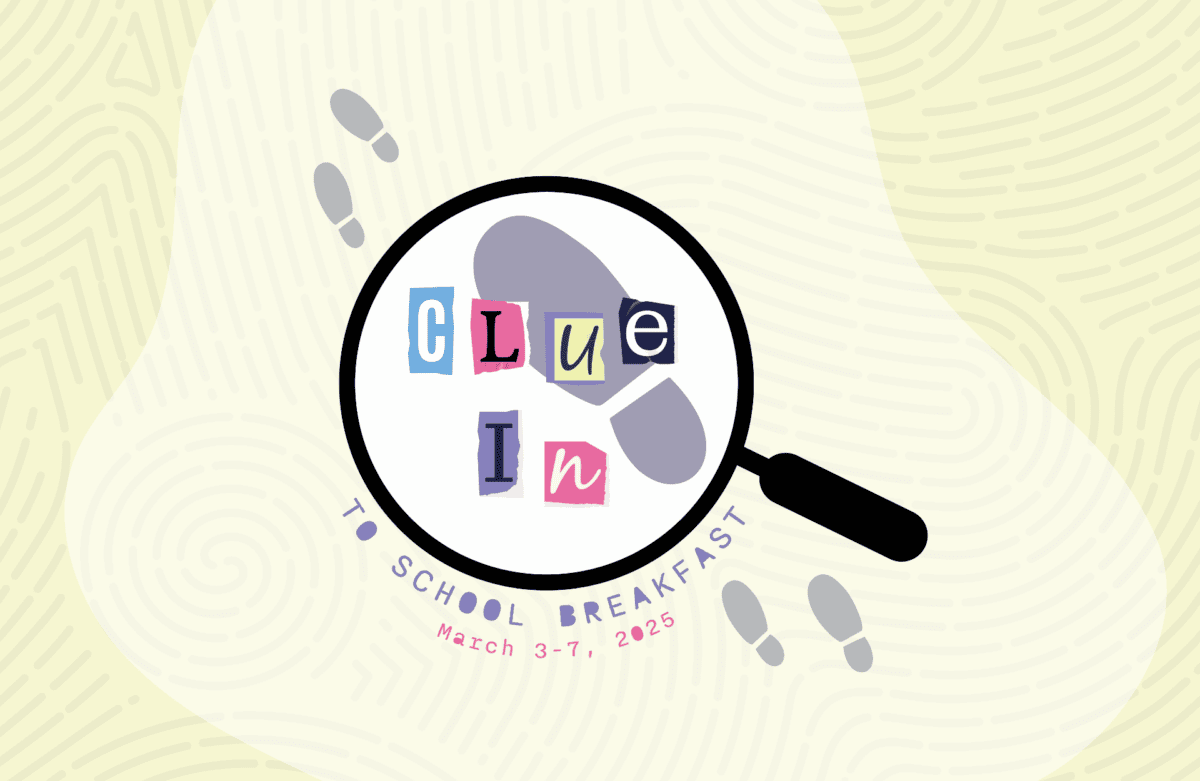 CLue
In
TO SCHOOL BREAKFAST
March 3-7, 2025